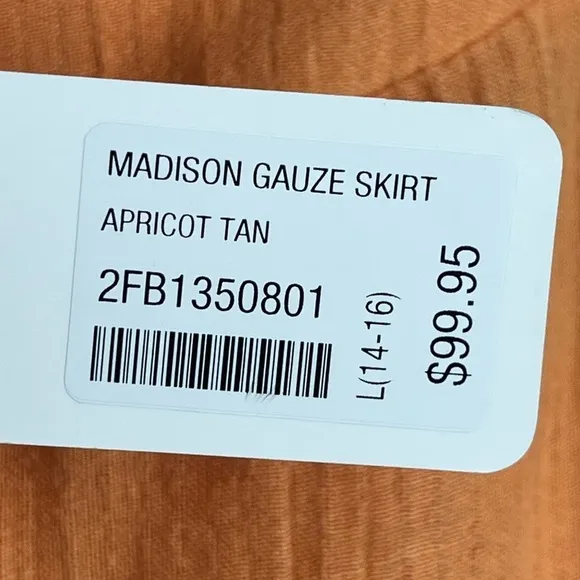 MADISON GAUZE SKIRT
APRICOT TAN
2FB1350801
L(14-16)
$99.95